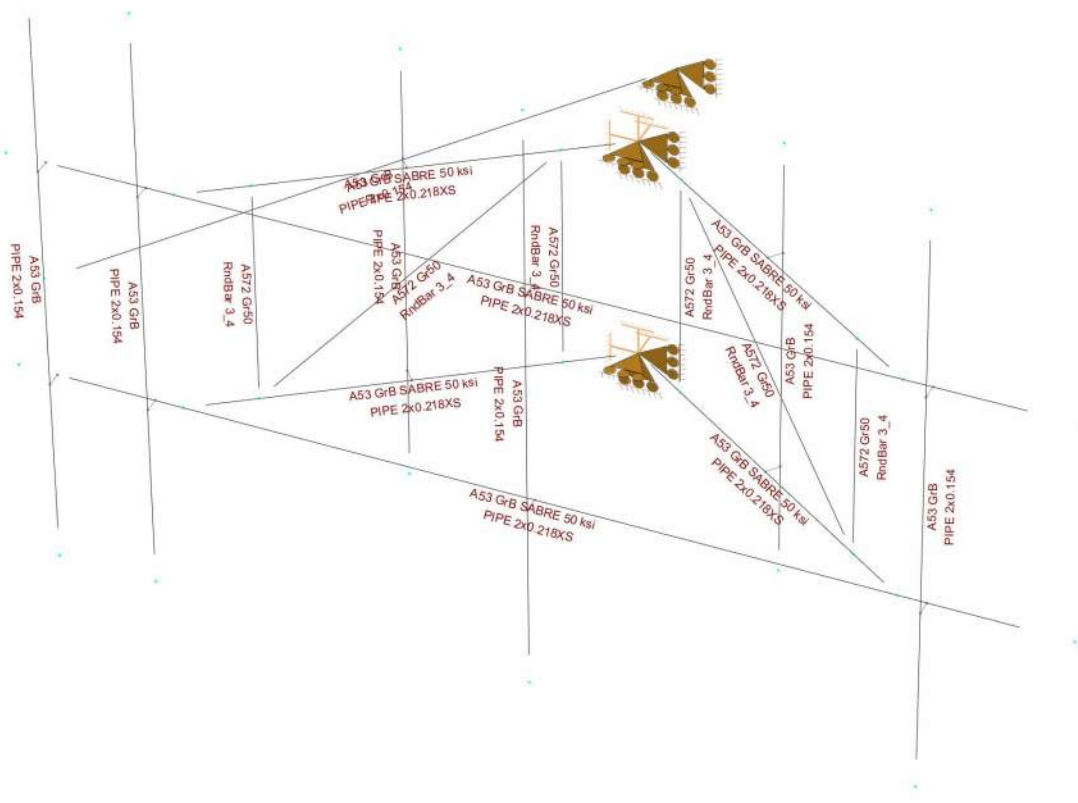 A53 GrB
PIPE 2x0.154
A53 GrB
PIPE 2x0.154
A572 Gr50
RndBar 3_4
A53 GrB
A53 GrB SABRE 50 ksi
PIPE 2x0.218XS
A53 GrB
PIPE 2x0.154
A572 Gr50
RndBar 3_4
A572 Gr50
RndBar 3_4
A53 GrB SABRE 50 ksi
PIPE 2x0.218XS
A572 Gr50
RndBar 3_4
A53 GrB SABRE 50 ksi
PIPE 2x0.218XS
A572 Gr50
RndBar 3_4
A53 GrB
PIPE 2x0.154
A53 GrB SABRE 50 ksi
PIPE 2x0.218XS
A53 GrB
PIPE 2x0.154
A53 GrB SABRE 50 ksi
PIPE 2x0.218XS
A572 Gr50
RndBar 3_4
A53 GrB SABRE 50 ksi
PIPE 2x0.218XS
A53 GrB
PIPE 2x0.154